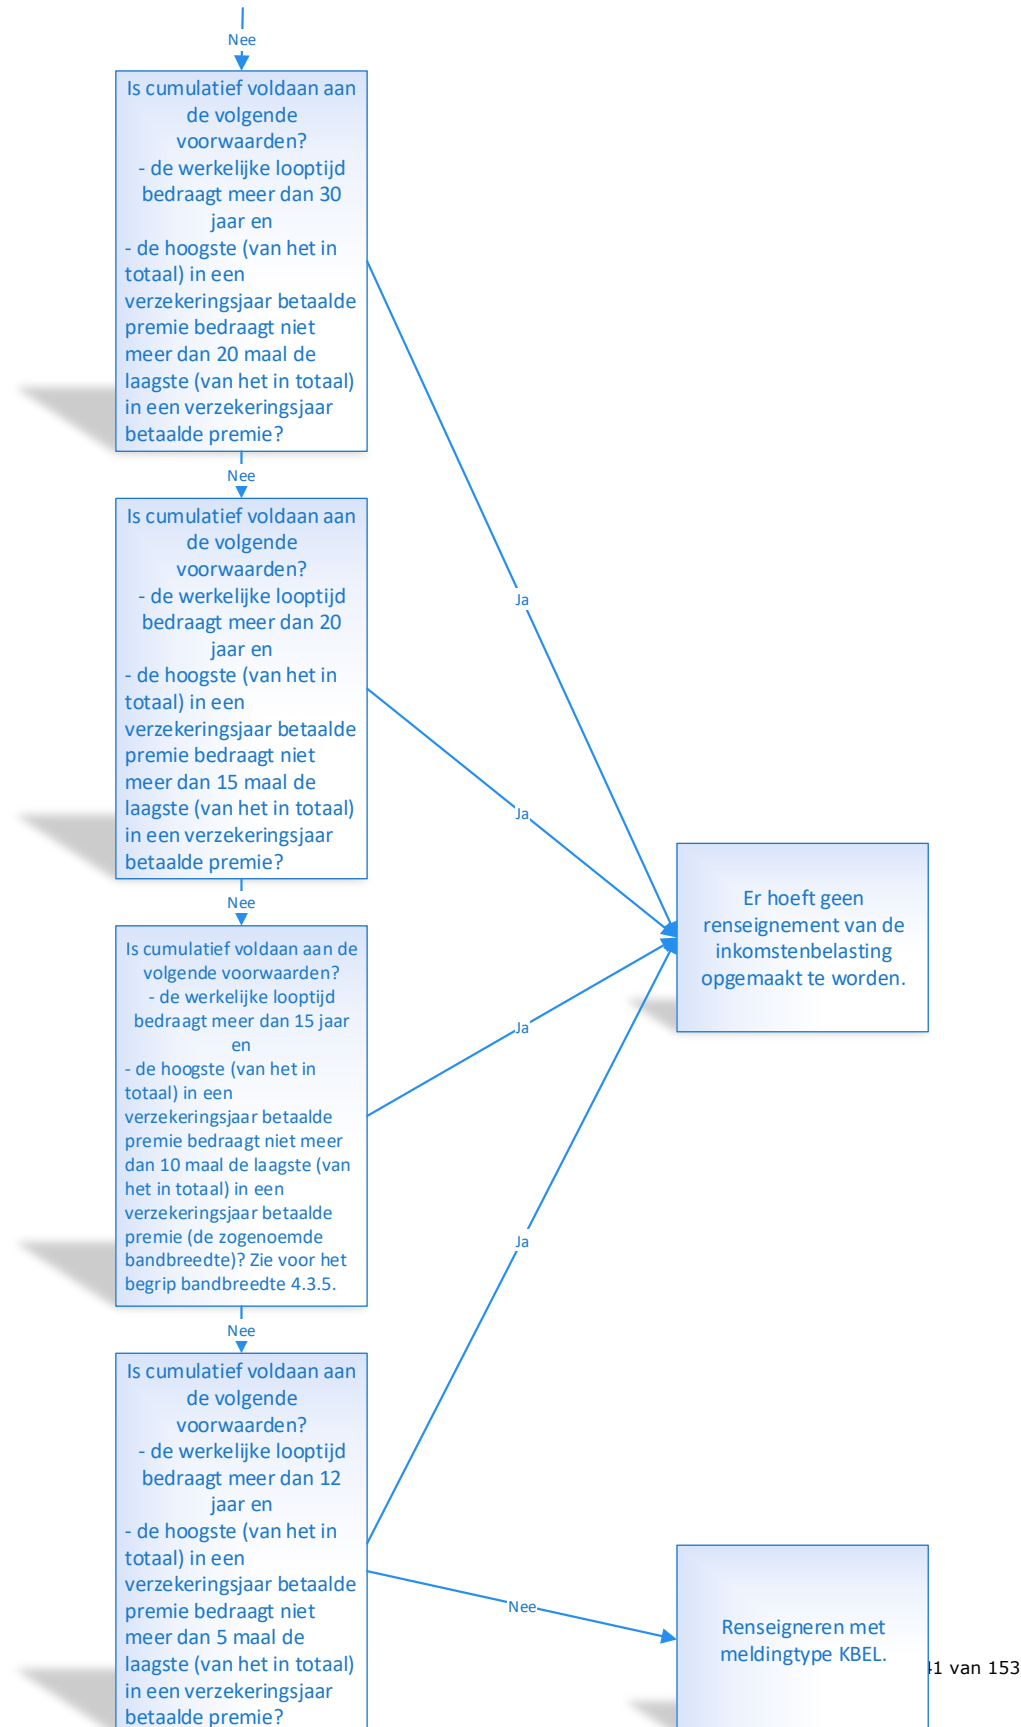 Nee
Is cumulatief voldaan aan
de volgende
voorwaarden?
- de werkelijke looptijd
bedraagt meer dan 30
jaar en
- de hoogste (van het in
totaal) in een
verzekeringsjaar betaalde
premie bedraagt niet
meer dan 20 maal de
laagste (van het in totaal)
in een verzekeringsjaar
betaalde premie?
Nee
Is cumulatief voldaan aan
de volgende
voorwaarden?
- de werkelijke looptijd
bedraagt meer dan 20
jaar en
- de hoogste (van het in
totaal) in een
verzekeringsjaar betaalde
premie bedraagt niet
meer dan 15 maal de
laagste (van het in totaal)
in een verzekeringsjaar
betaalde premie?
Nee
Is cumulatief voldaan aan de
volgende voorwaarden?
- de werkelijke looptijd
bedraagt meer dan 15 jaar
en
- de hoogste (van het in
totaal) in een
verzekeringsjaar betaalde
premie bedraagt niet meer
dan 10 maal de laagste (van
het in totaal) in een
verzekeringsjaar betaalde
premie (de zogenoemde
bandbreedte)? Zie voor het
begrip bandbreedte 4.3.5.
Nee
Is cumulatief voldaan aan
de volgende
voorwaarden?
- de werkelijke looptijd
bedraagt meer dan 12
jaar en
- de hoogste (van het in
totaal) in een
verzekeringsjaar betaalde
premie bedraagt niet
meer dan 5 maal de
laagste (van het in totaal)
in een verzekeringsjaar
betaalde premie?
Ja
Ja
Ja
Ja
Er hoeft geen
renseignement van de
inkomstenbelasting
opgemaakt te worden.
Nee
Renseigneren met
meldingtype KBEL.
van 153